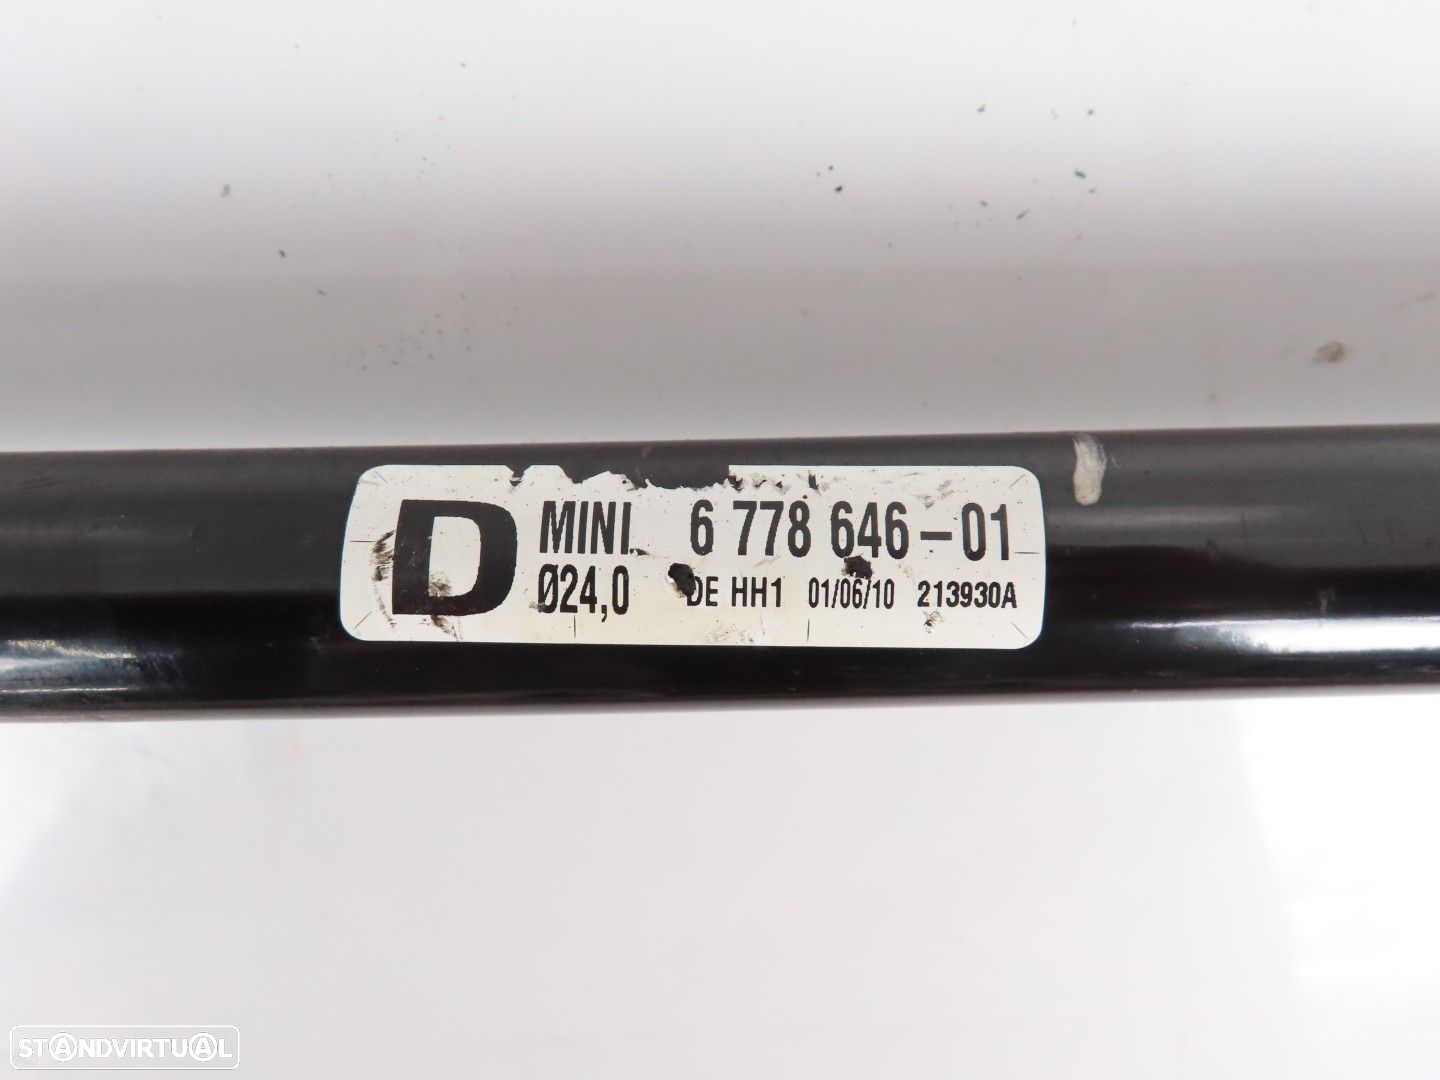 D MINI 6 778 646-01
Ø24,0 DE HH1 01/06/10 213930A
STANDVIRTUAL